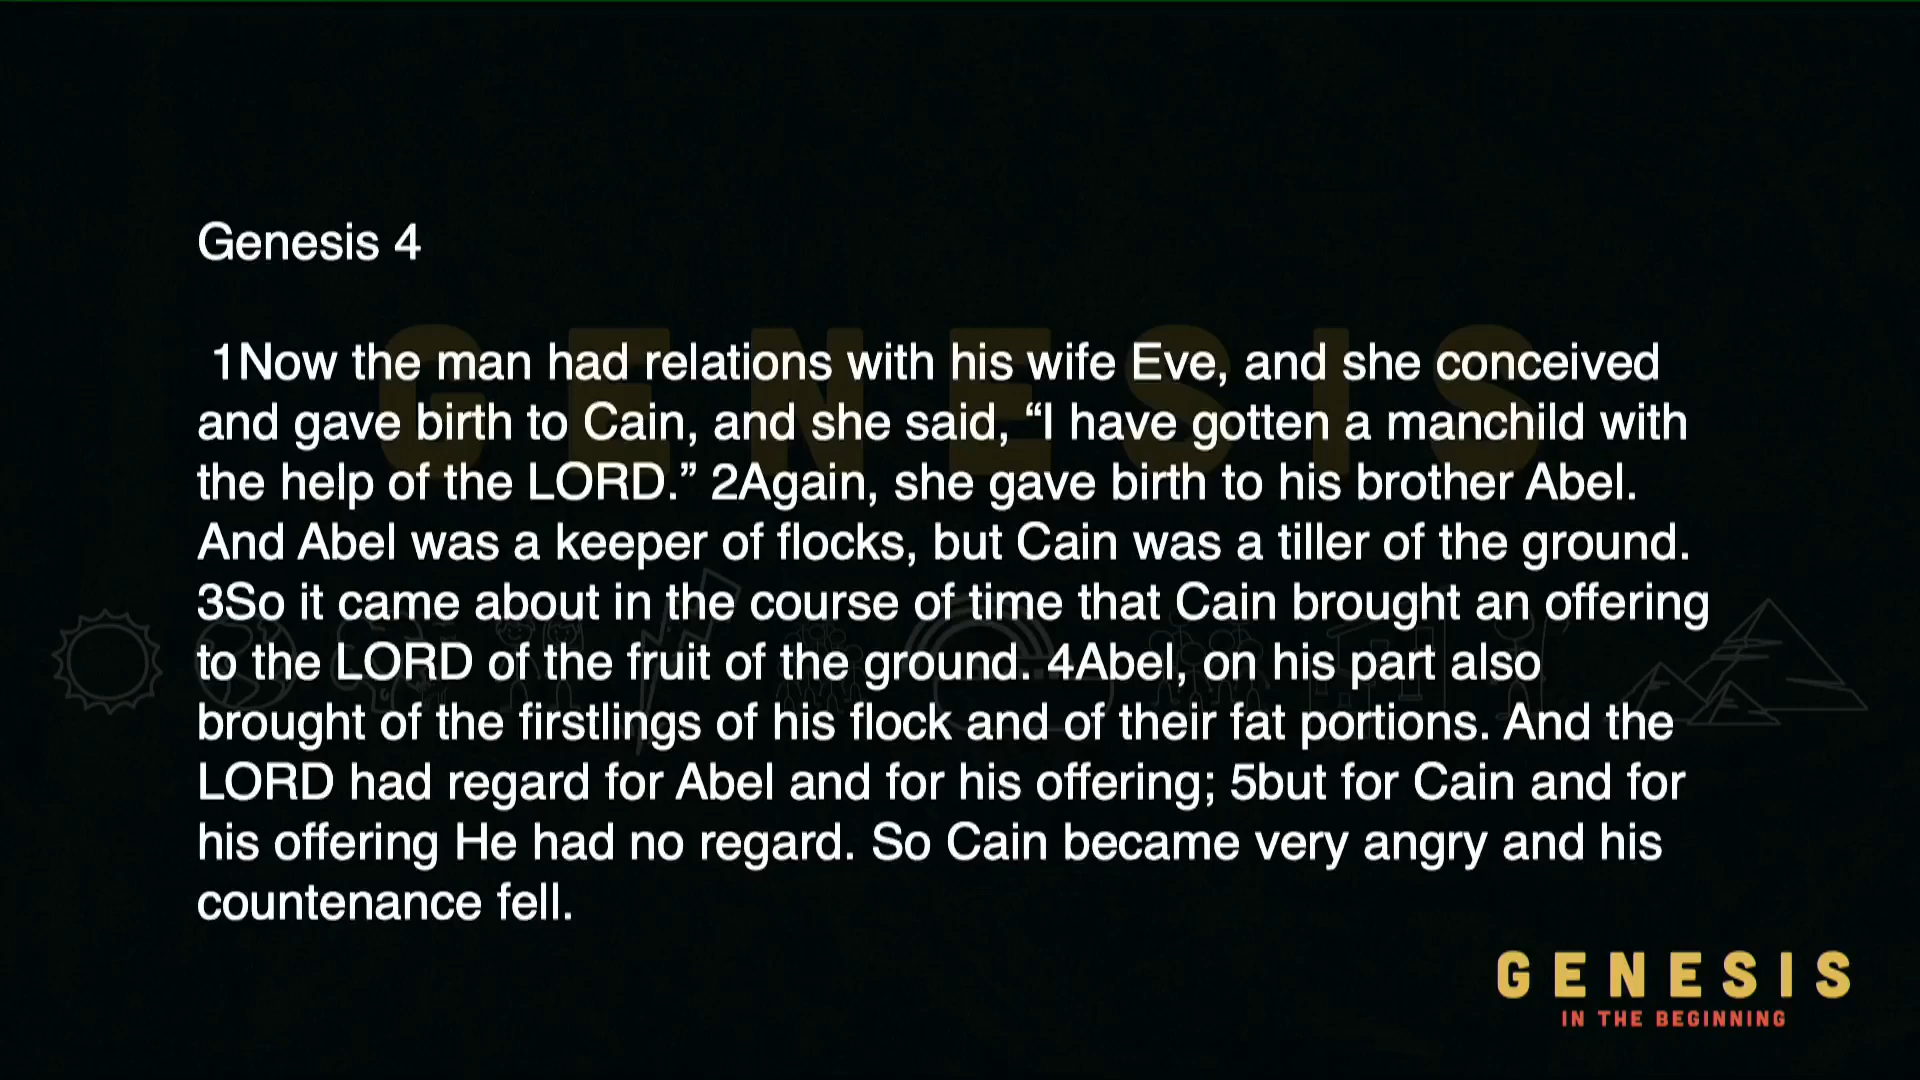 Genesis 4
GENESIS
1Now the man had relations with his wife Eve, and she conceived
and gave birth to Cain, and she said, “I have gotten a manchild with
the help of the LORD.” 2Again, she gave birth to his brother Abel.
And Abel was a keeper of flocks, but Cain was a tiller of the ground.
3So it came about in the course of time that Cain brought an offering
to the LORD of the fruit of the ground. 4Abel, on his part also
brought of the firstlings of his flock and of their fat portions. And the
LORD had regard for Abel and for his offering; 5but for Cain and for
his offering He had no regard. So Cain became very angry and his
countenance fell.
GENESIS
IN THE BEGINNING